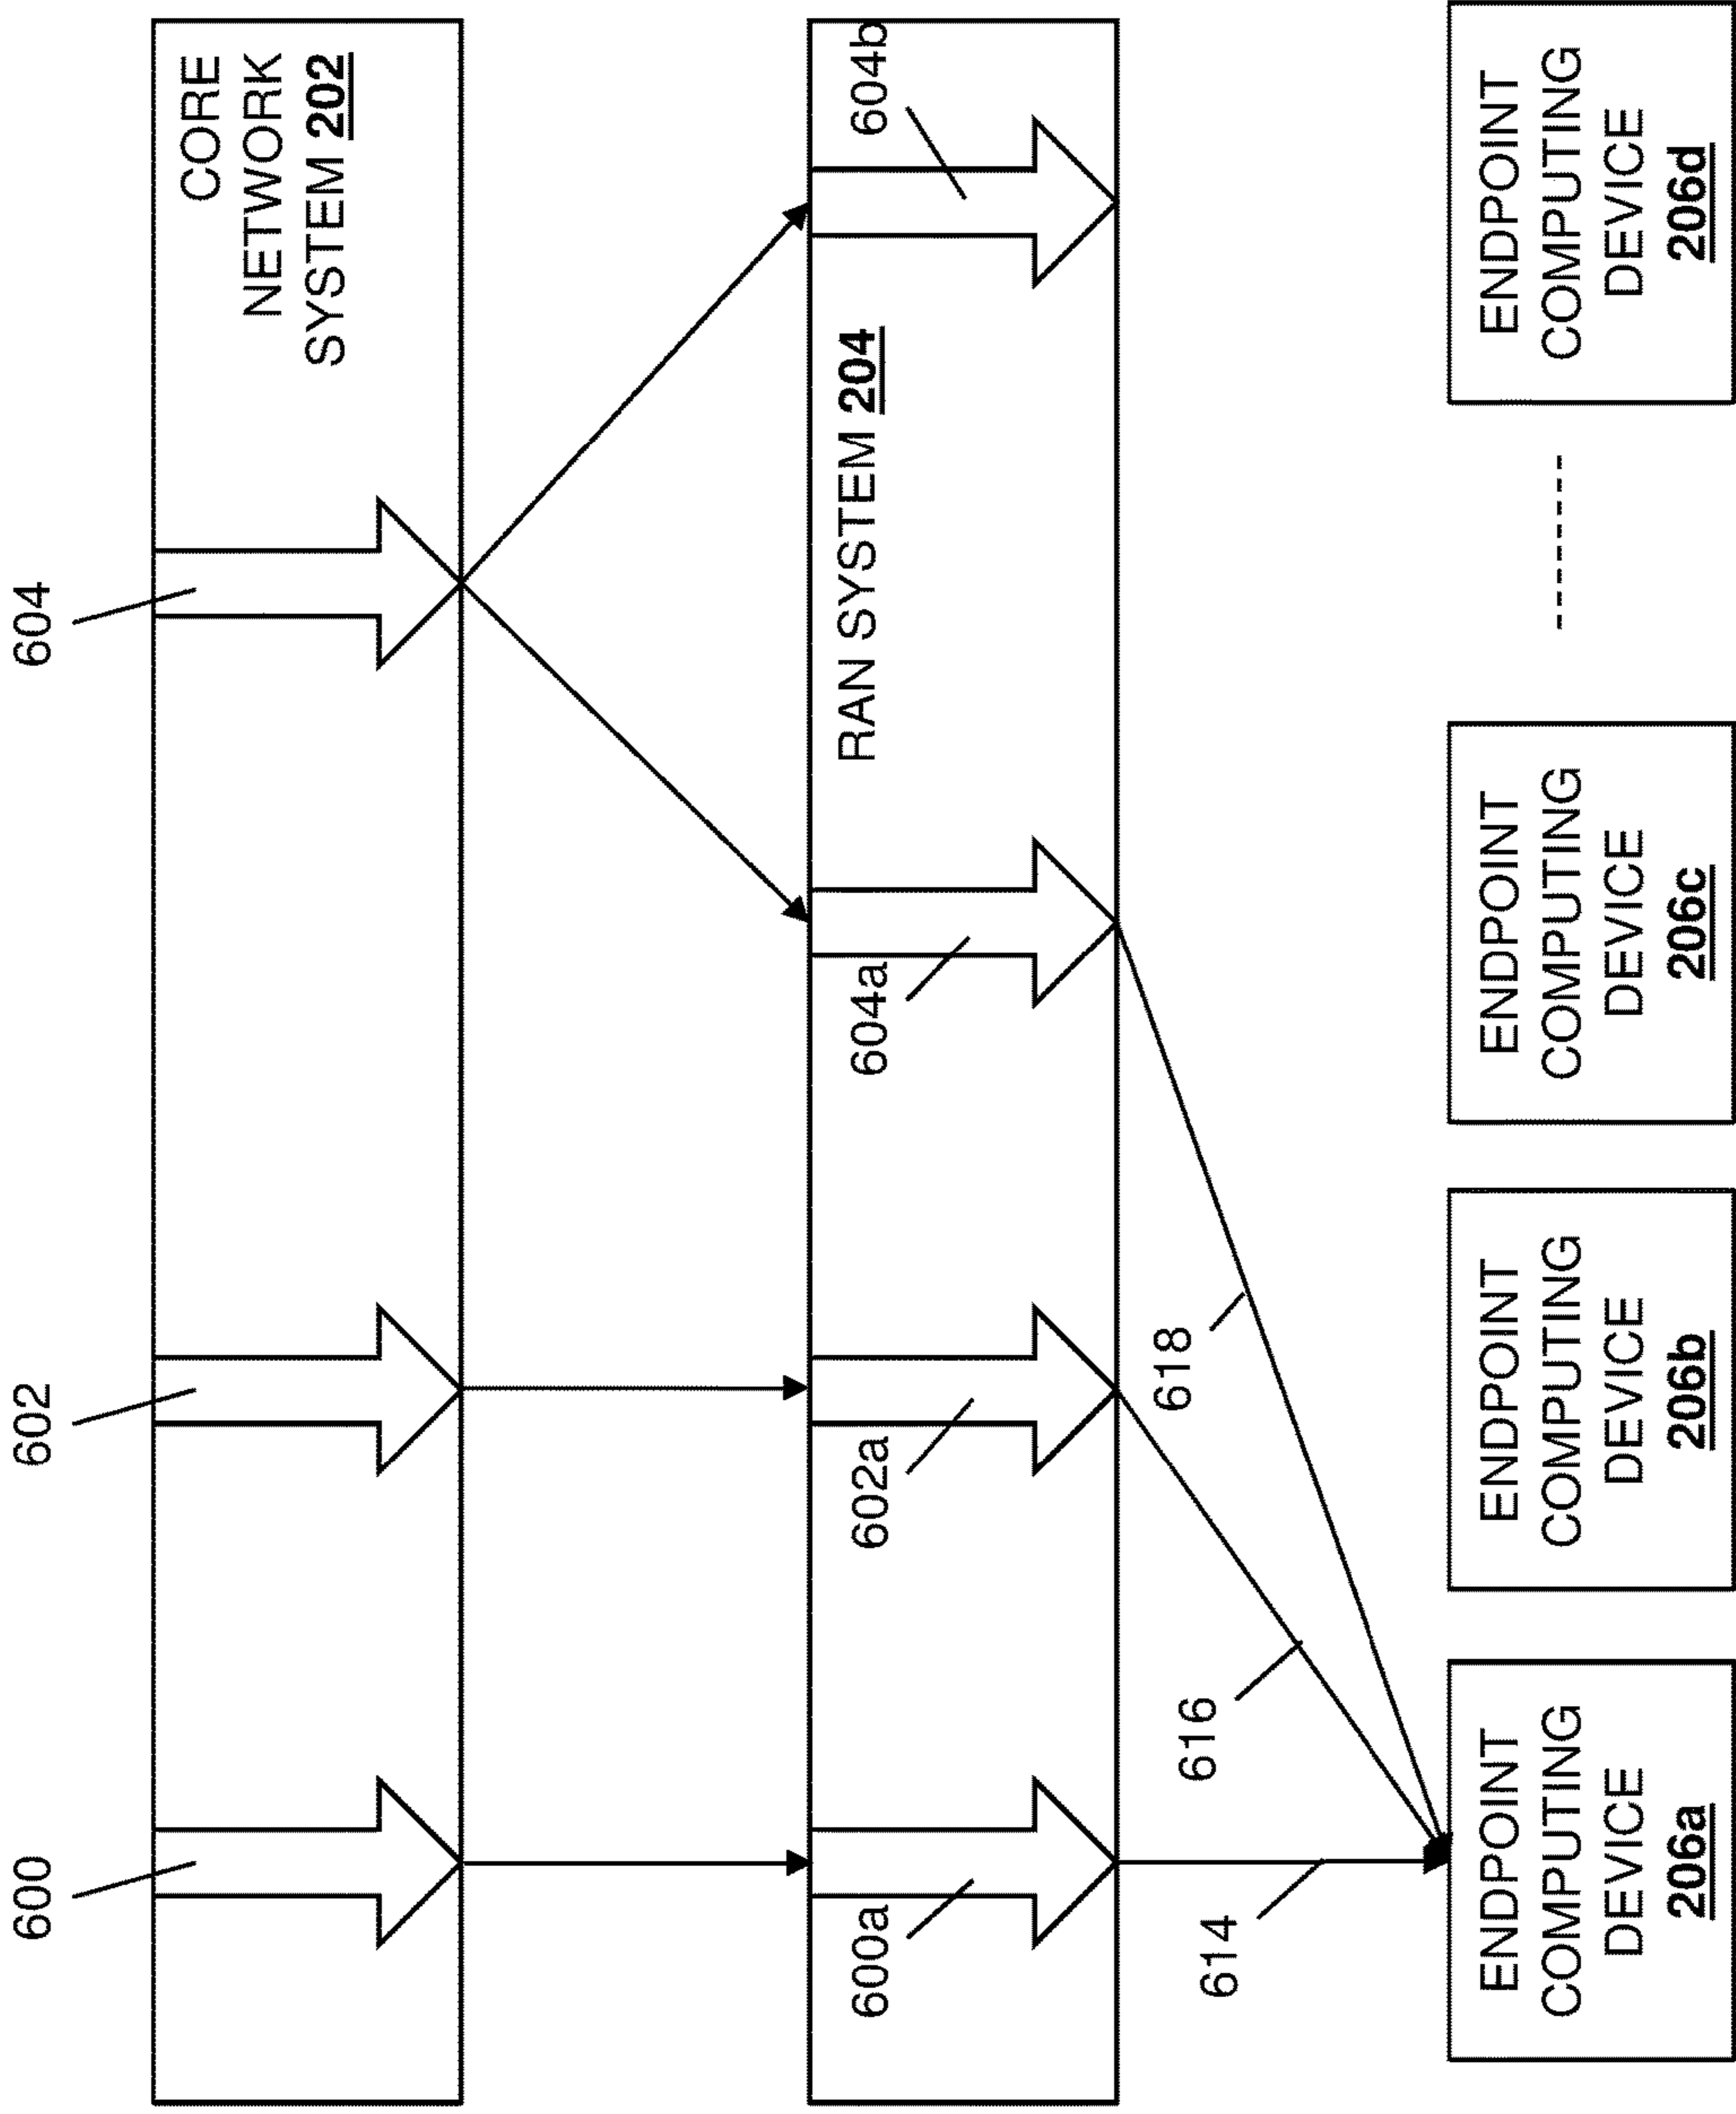 600
602
604
CORE
NETWORK
SYSTEM 202
600a
602a
604a
RAN SYSTEM 204
604b
614
616
618
ENDPOINT
COMPUTING
DEVICE
206a
ENDPOINT
COMPUTING
DEVICE
206b
ENDPOINT
COMPUTING
DEVICE
206c
ENDPOINT
COMPUTING
DEVICE
206d